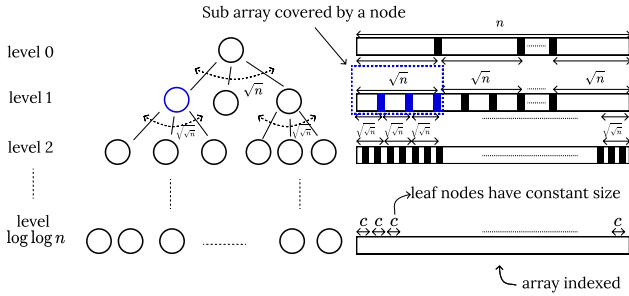 Sub array covered by a node
n
level 0
√n
√n
√n
√n
level 1
√√n
√√n
√√n
√√n
√√n
√√n
level 2
leaf nodes have constant size
level
log log n
c c c c
array indexed